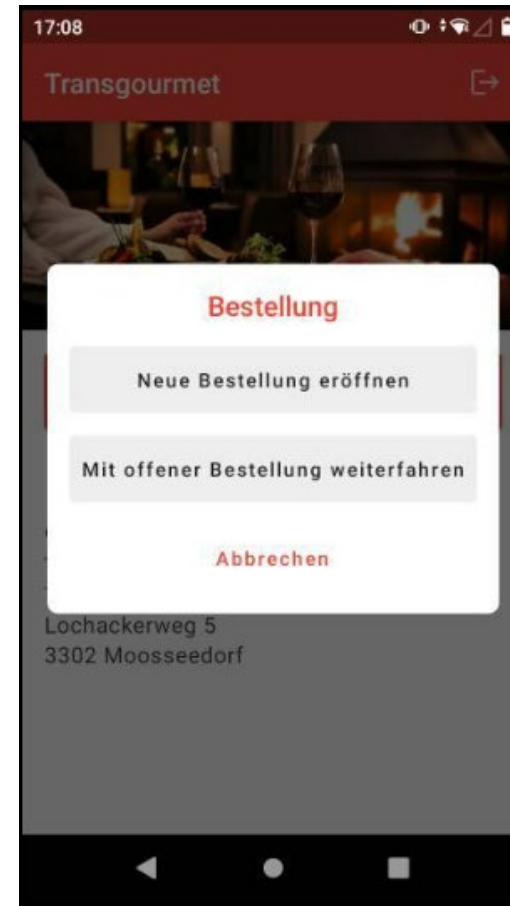 17:08
Transgourmet
Bestellung
Neue Bestellung eröffnen
Mit offener Bestellung weiterfahren
Abbrechen
Lochackerweg 5
3302 Moosseedorf